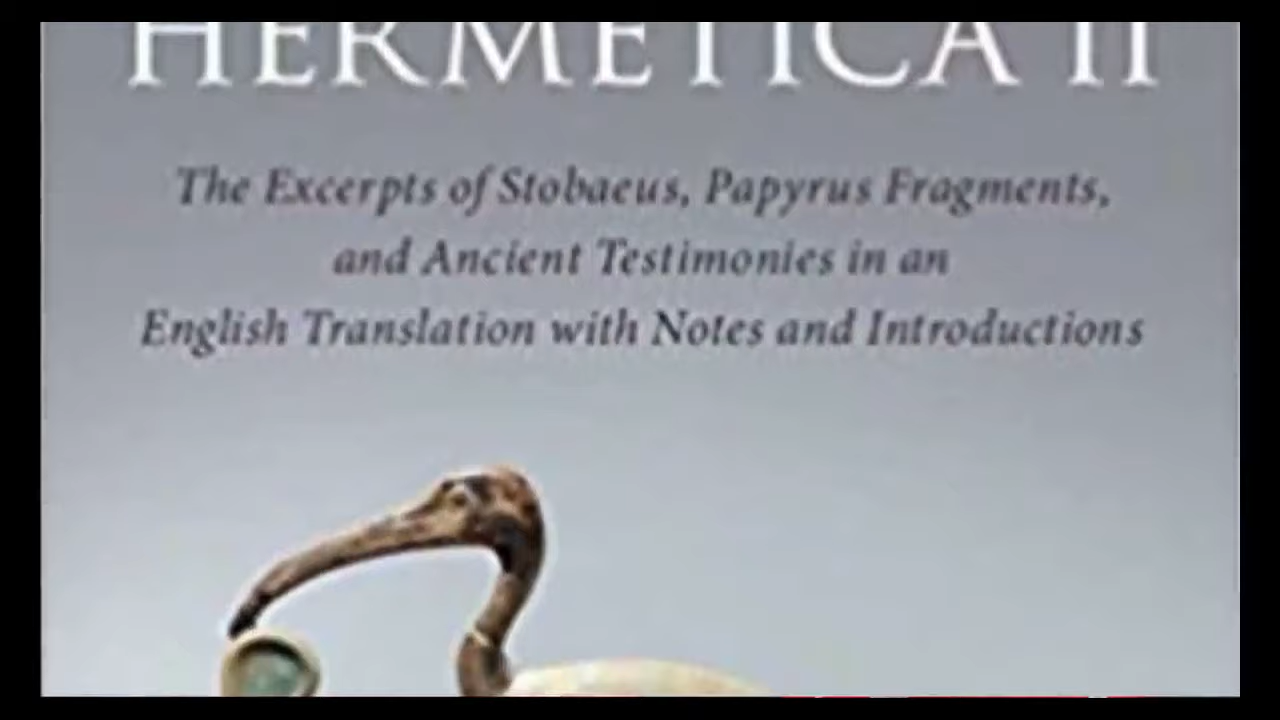 HERMETICA II
The Excerpts of Stobaeus, Papyrus Fragments,
and Ancient Testimonies in an
English Translation with Notes and Introductions